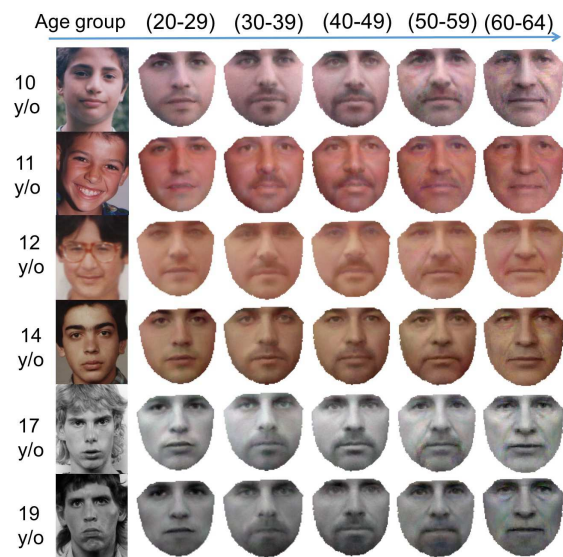 Age group (20-29) (30-39) (40-49) (50-59) (60-64)
10
y/o
11
y/o
12
y/o
14
y/o
17
y/o
19
y/o